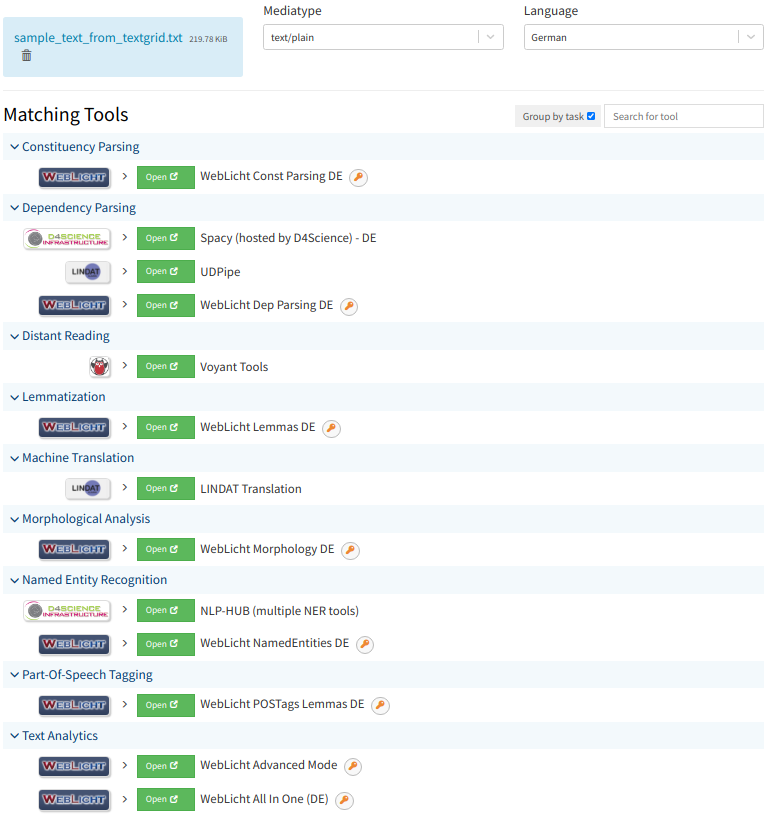 Mediatype
Language
sample_text_from_textgrid.txt 219.78 KiB
text/plain
German
Matching Tools
Group by task
Search for tool
Constituency Parsing
WEBLICHT Open WebLicht Const Parsing DE
Dependency Parsing
D4SCIENCE INFRASTRUCTURE Open Spacy (hosted by D4Science) - DE
LINDAT Open UDPipe
WEBLICHT Open WebLicht Dep Parsing DE
Distant Reading
Open Voyant Tools
Lemmatization
WEBLICHT Open WebLicht Lemmas DE
Machine Translation
LINDAT Open LINDAT Translation
Morphological Analysis
WEBLICHT Open WebLicht Morphology DE
Named Entity Recognition
D4SCIENCE INFRASTRUCTURE Open NLP-HUB (multiple NER tools)
WEBLICHT Open WebLicht NamedEntities DE
Part-Of-Speech Tagging
WEBLICHT Open WebLicht POSTags Lemmas DE
Text Analytics
WEBLICHT Open WebLicht Advanced Mode
WEBLICHT Open WebLicht All In One (DE)